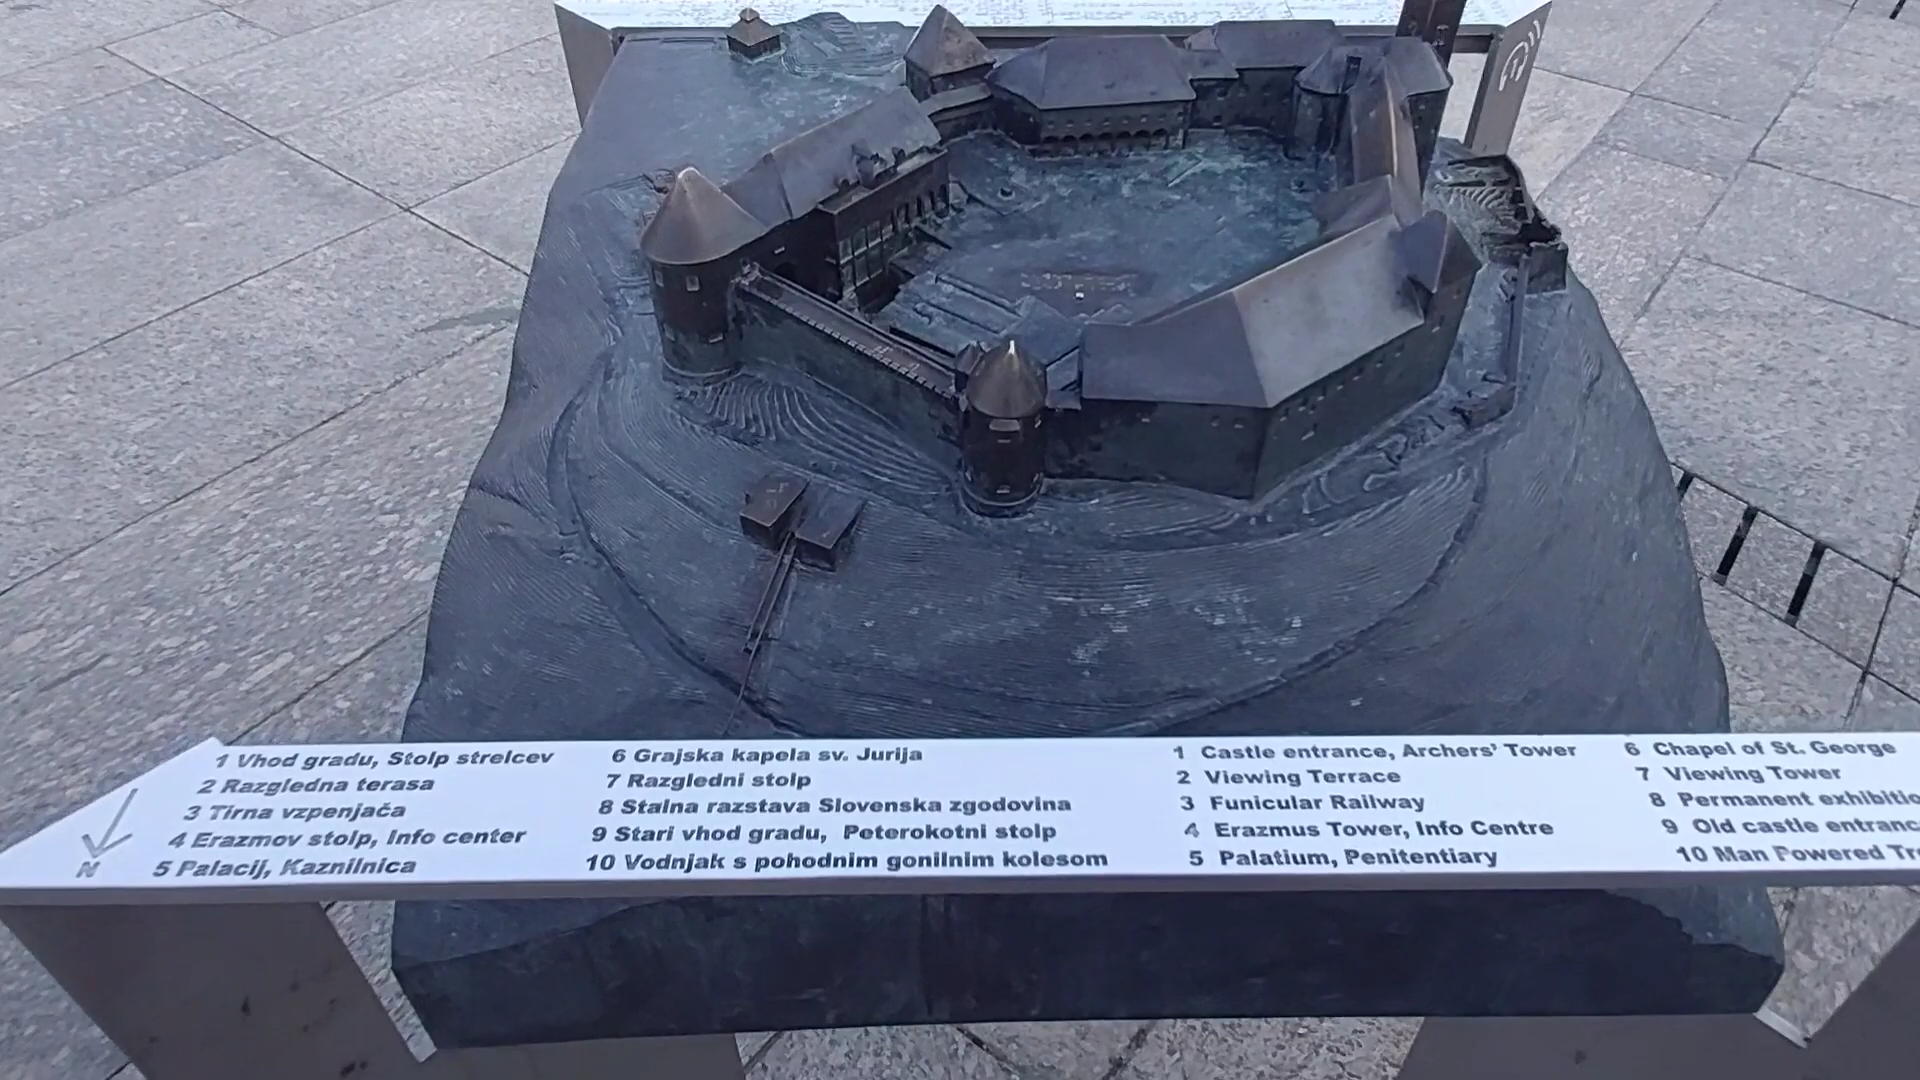 1 Vhod gradu, Stolp strelcev
2 Razgledna terasa
3 Tirna vzpenjača
4 Erazmov stolp, Info center
5 Palacij, Kaznilnica
N
6 Grajska kapela sv. Jurija
7 Razgledni stolp
8 Stalna razstava Slovenska zgodovina
9 Stari vhod gradu, Peterokotni stolp
10 Vodnjak s pohodnim gonilnim kolesom
1 Castle entrance, Archers' Tower
2 Viewing Terrace
3 Funicular Railway
4 Erazmus Tower, Info Centre
5 Palatium, Penitentiary
6 Chapel of St. George
7 Viewing Tower
8 Permanent
9 Old castle
10 Man Powered